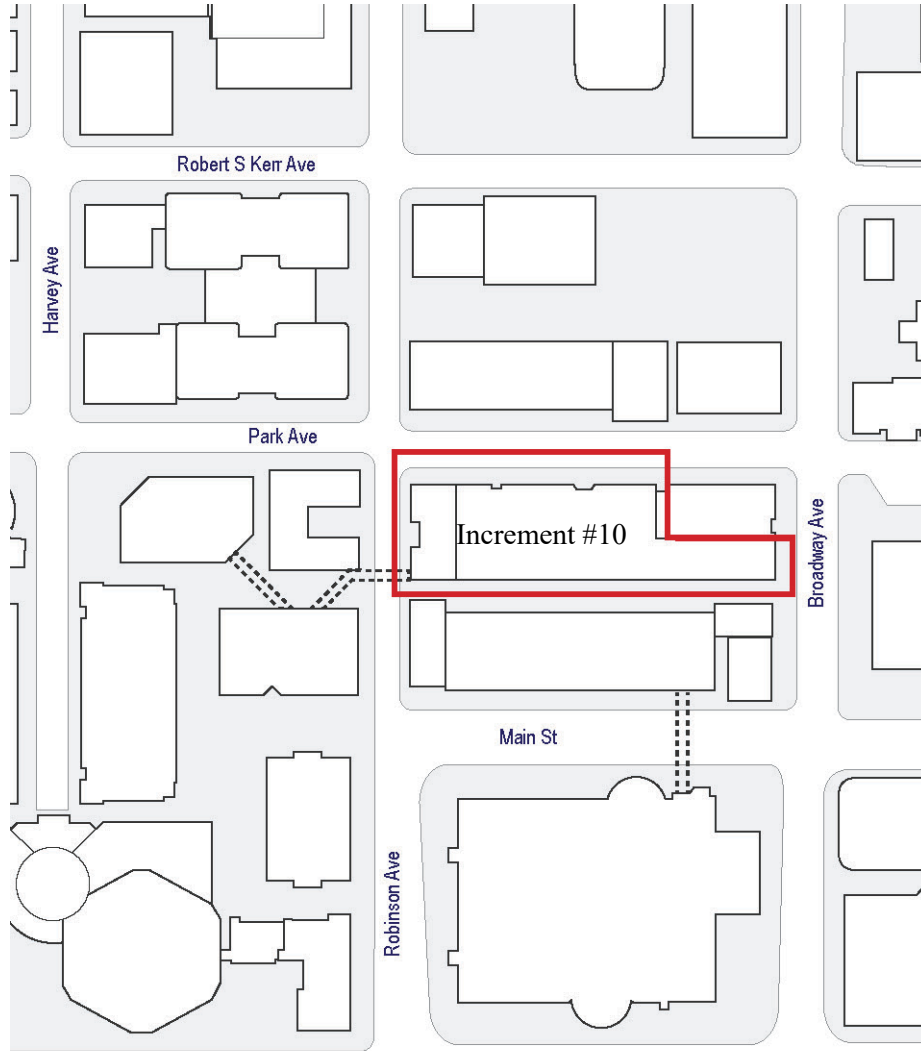 Robert S Kerr Ave
Harvey Ave
Park Ave
Increment #10
Broadway Ave
Main St
Robinson Ave